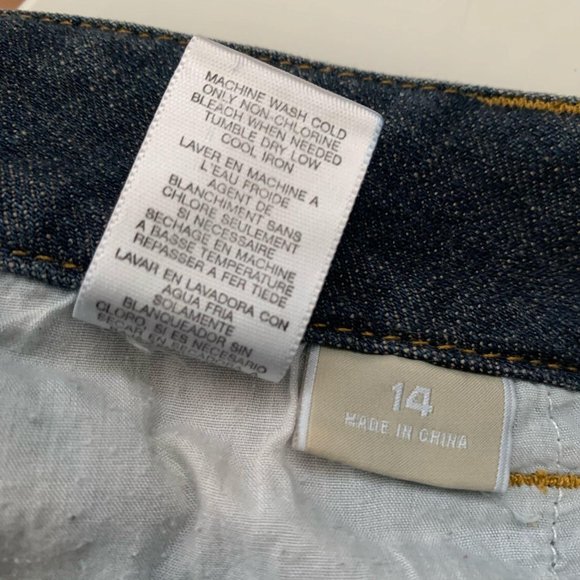 MACHINE WASH COLD
ONLY NON-CHLORINE
BLEACH WHEN NEEDED
TUMBLE DRY LOW
COOL IRON
LAVER EN MACHINE A
L'EAU FROIDE
BLANCHIMENT SANS
AGENT DE
CHLORE SEULEMENT
SI NECESSAIRE
SECHAGE EN MACHINE
A BASSE TEMPERATURE
REPASSER A FER TIEDE
LAVAR EN LAVADORA CON
AGUA FRIA
SOLAMENTE
BLANQUEADOR SIN
CLORO, SI ES NECESARIO
14
MADE IN CHINA